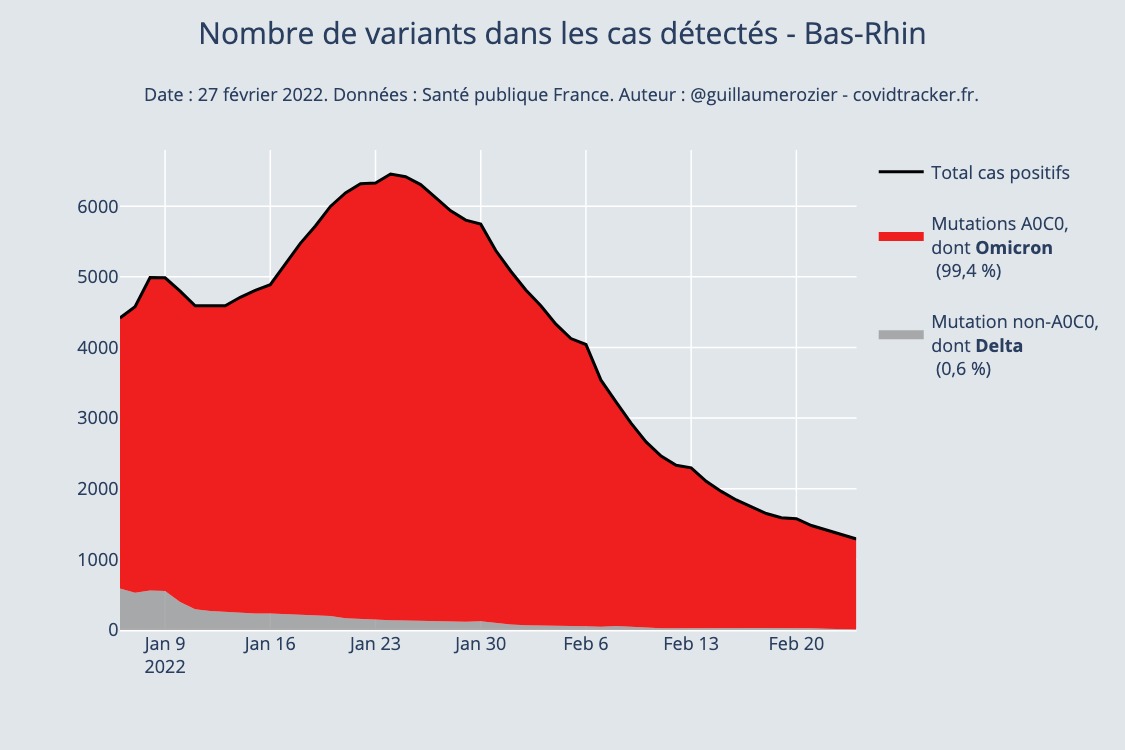 Nombre de variants dans les cas détectés - Bas-Rhin
Date : 27 février 2022. Données : Santé publique France. Auteur : @guillaumerozier - covidtracker.fr.
Total cas positifs
Mutations A0C0,
dont Omicron
(99,4 %)
Mutation non-A0C0,
dont Delta
(0,6 %)
6000
5000
4000
3000
2000
1000
0
Jan 9 Jan 16 Jan 23 Jan 30 Feb 6 Feb 13 Feb 20
2022